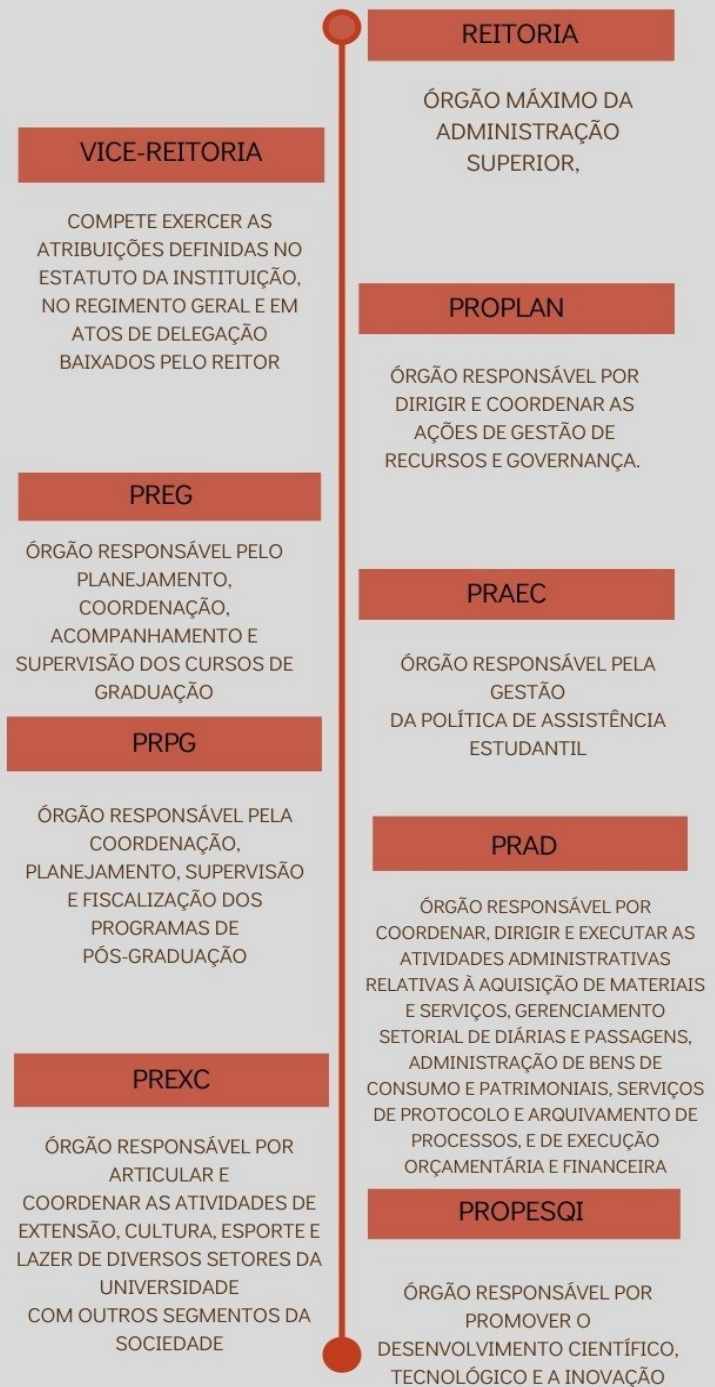 REITORIA
ÓRGÃO MÁXIMO DA
ADMINISTRAÇÃO
SUPERIOR,
VICE-REITORIA
COMPETE EXERCER AS
ATRIBUIÇÕES DEFINIDAS NO
ESTATUTO DA INSTITUIÇÃO,
NO REGIMENTO GERAL E EM
ATOS DE DELEGAÇÃO
BAIXADOS PELO REITOR
PROPLAN
ÓRGÃO RESPONSÁVEL POR
DIRIGIR E COORDENAR AS
AÇÕES DE GESTÃO DE
RECURSOS E GOVERNANÇA.
PREG
ÓRGÃO RESPONSÁVEL PELO
PLANEJAMENTO,
COORDENAÇÃO,
ACOMPANHAMENTO E
SUPERVISÃO DOS CURSOS DE
GRADUAÇÃO
PRAEC
ÓRGÃO RESPONSÁVEL PELA
GESTÃO
DA POLÍTICA DE ASSISTÊNCIA
ESTUDANTIL
PRPG
ÓRGÃO RESPONSÁVEL PELA
COORDENAÇÃO,
PLANEJAMENTO, SUPERVISÃO
E FISCALIZAÇÃO DOS
PROGRAMAS DE
PÓS-GRADUAÇÃO
PRAD
ÓRGÃO RESPONSÁVEL POR
COORDENAR, DIRIGIR E EXECUTAR AS
ATIVIDADES ADMINISTRATIVAS
RELATIVAS À AQUISIÇÃO DE MATERIAIS
E SERVIÇOS, GERENCIAMENTO
SETORIAL DE DIÁRIAS E PASSAGENS,
ADMINISTRAÇÃO DE BENS DE
CONSUMO E PATRIMONIAIS, SERVIÇOS
DE PROTOCOLO E ARQUIVAMENTO DE
PROCESSOS, E DE EXECUÇÃO
ORÇAMENTÁRIA E FINANCEIRA
PREXC
ÓRGÃO RESPONSÁVEL POR
ARTICULAR E
COORDENAR AS ATIVIDADES DE
EXTENSÃO, CULTURA, ESPORTE E
LAZER DE DIVERSOS SETORES DA
UNIVERSIDADE
COM OUTROS SEGMENTOS DA
SOCIEDADE
PROPESQI
ÓRGÃO RESPONSÁVEL POR
PROMOVER O
DESENVOLVIMENTO CIENTÍFICO,
TECNOLÓGICO E A INOVAÇÃO